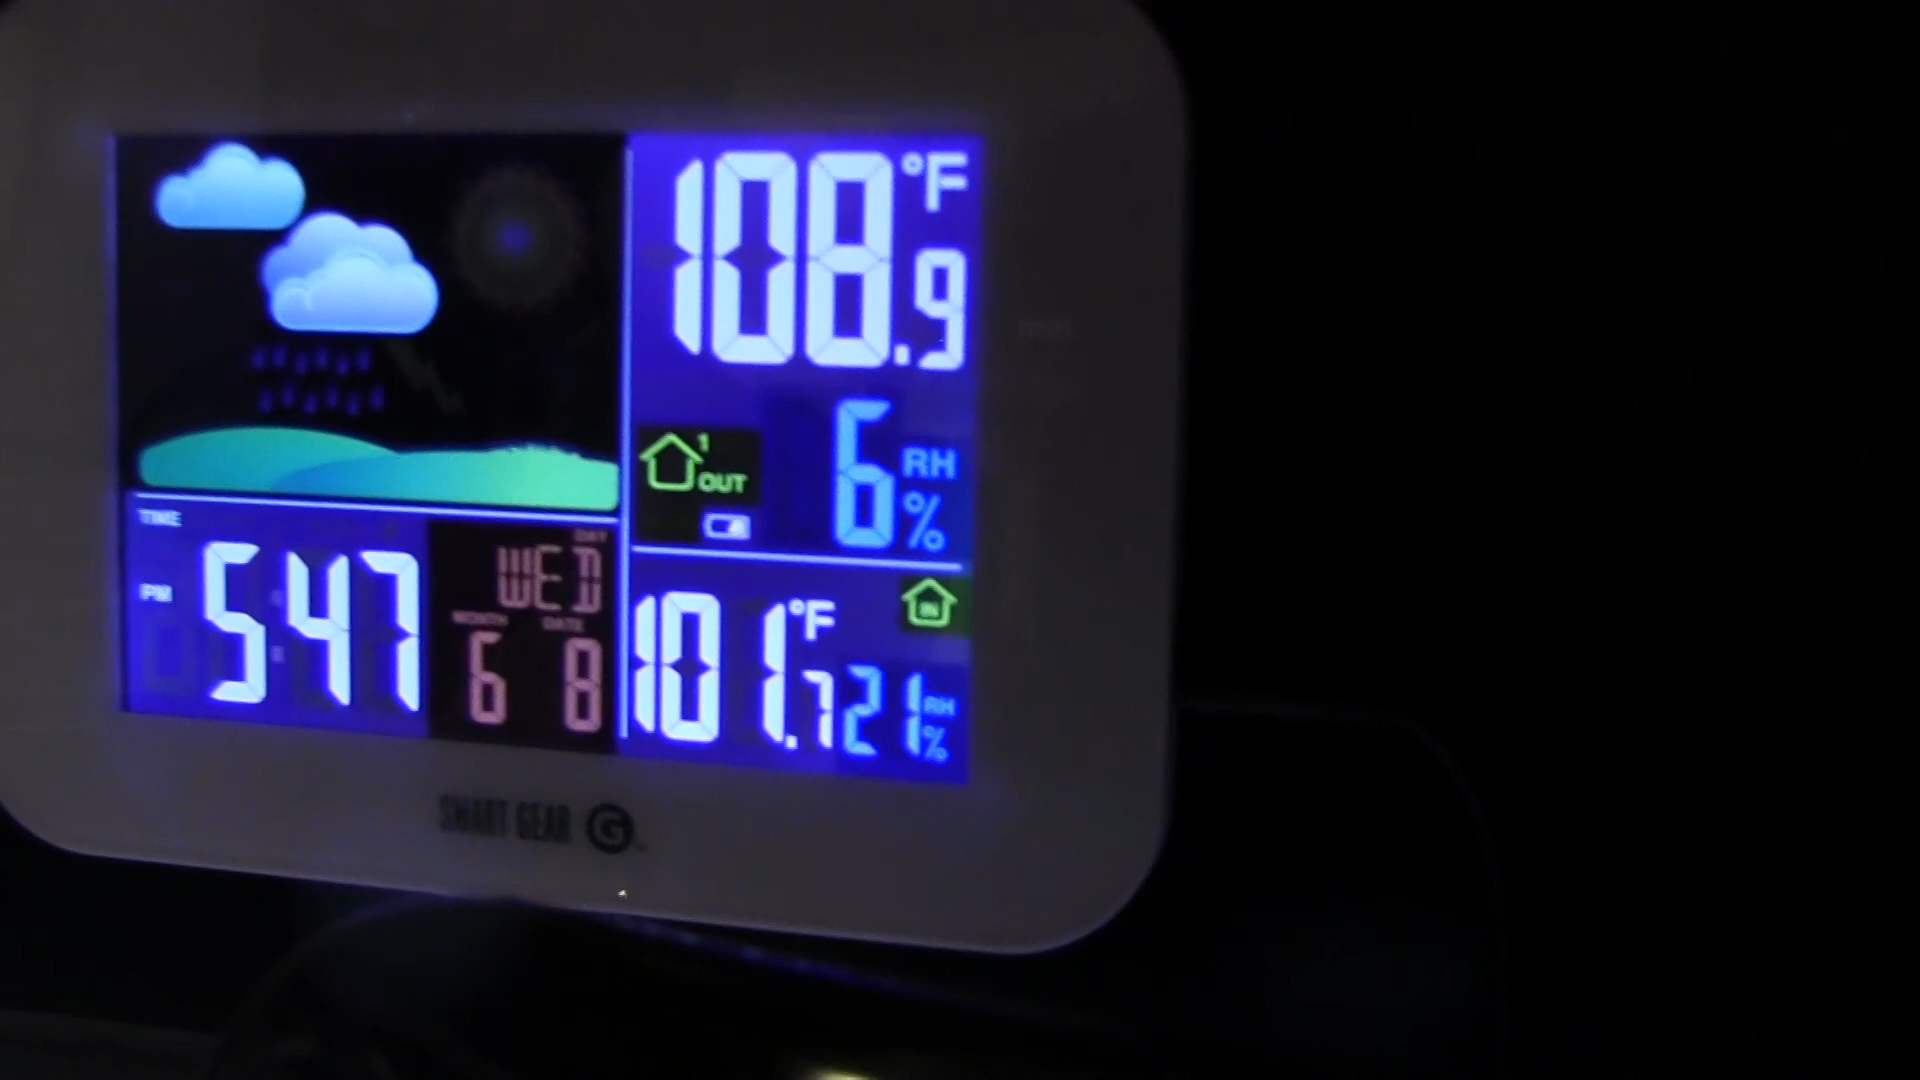 108.9 °F
1
OUT
6 RH %
TIME
PM 5:47
DAY
WED
MONTH DATE
6 8
IN
101.7 °F 21 RH %
SMART GEAR G